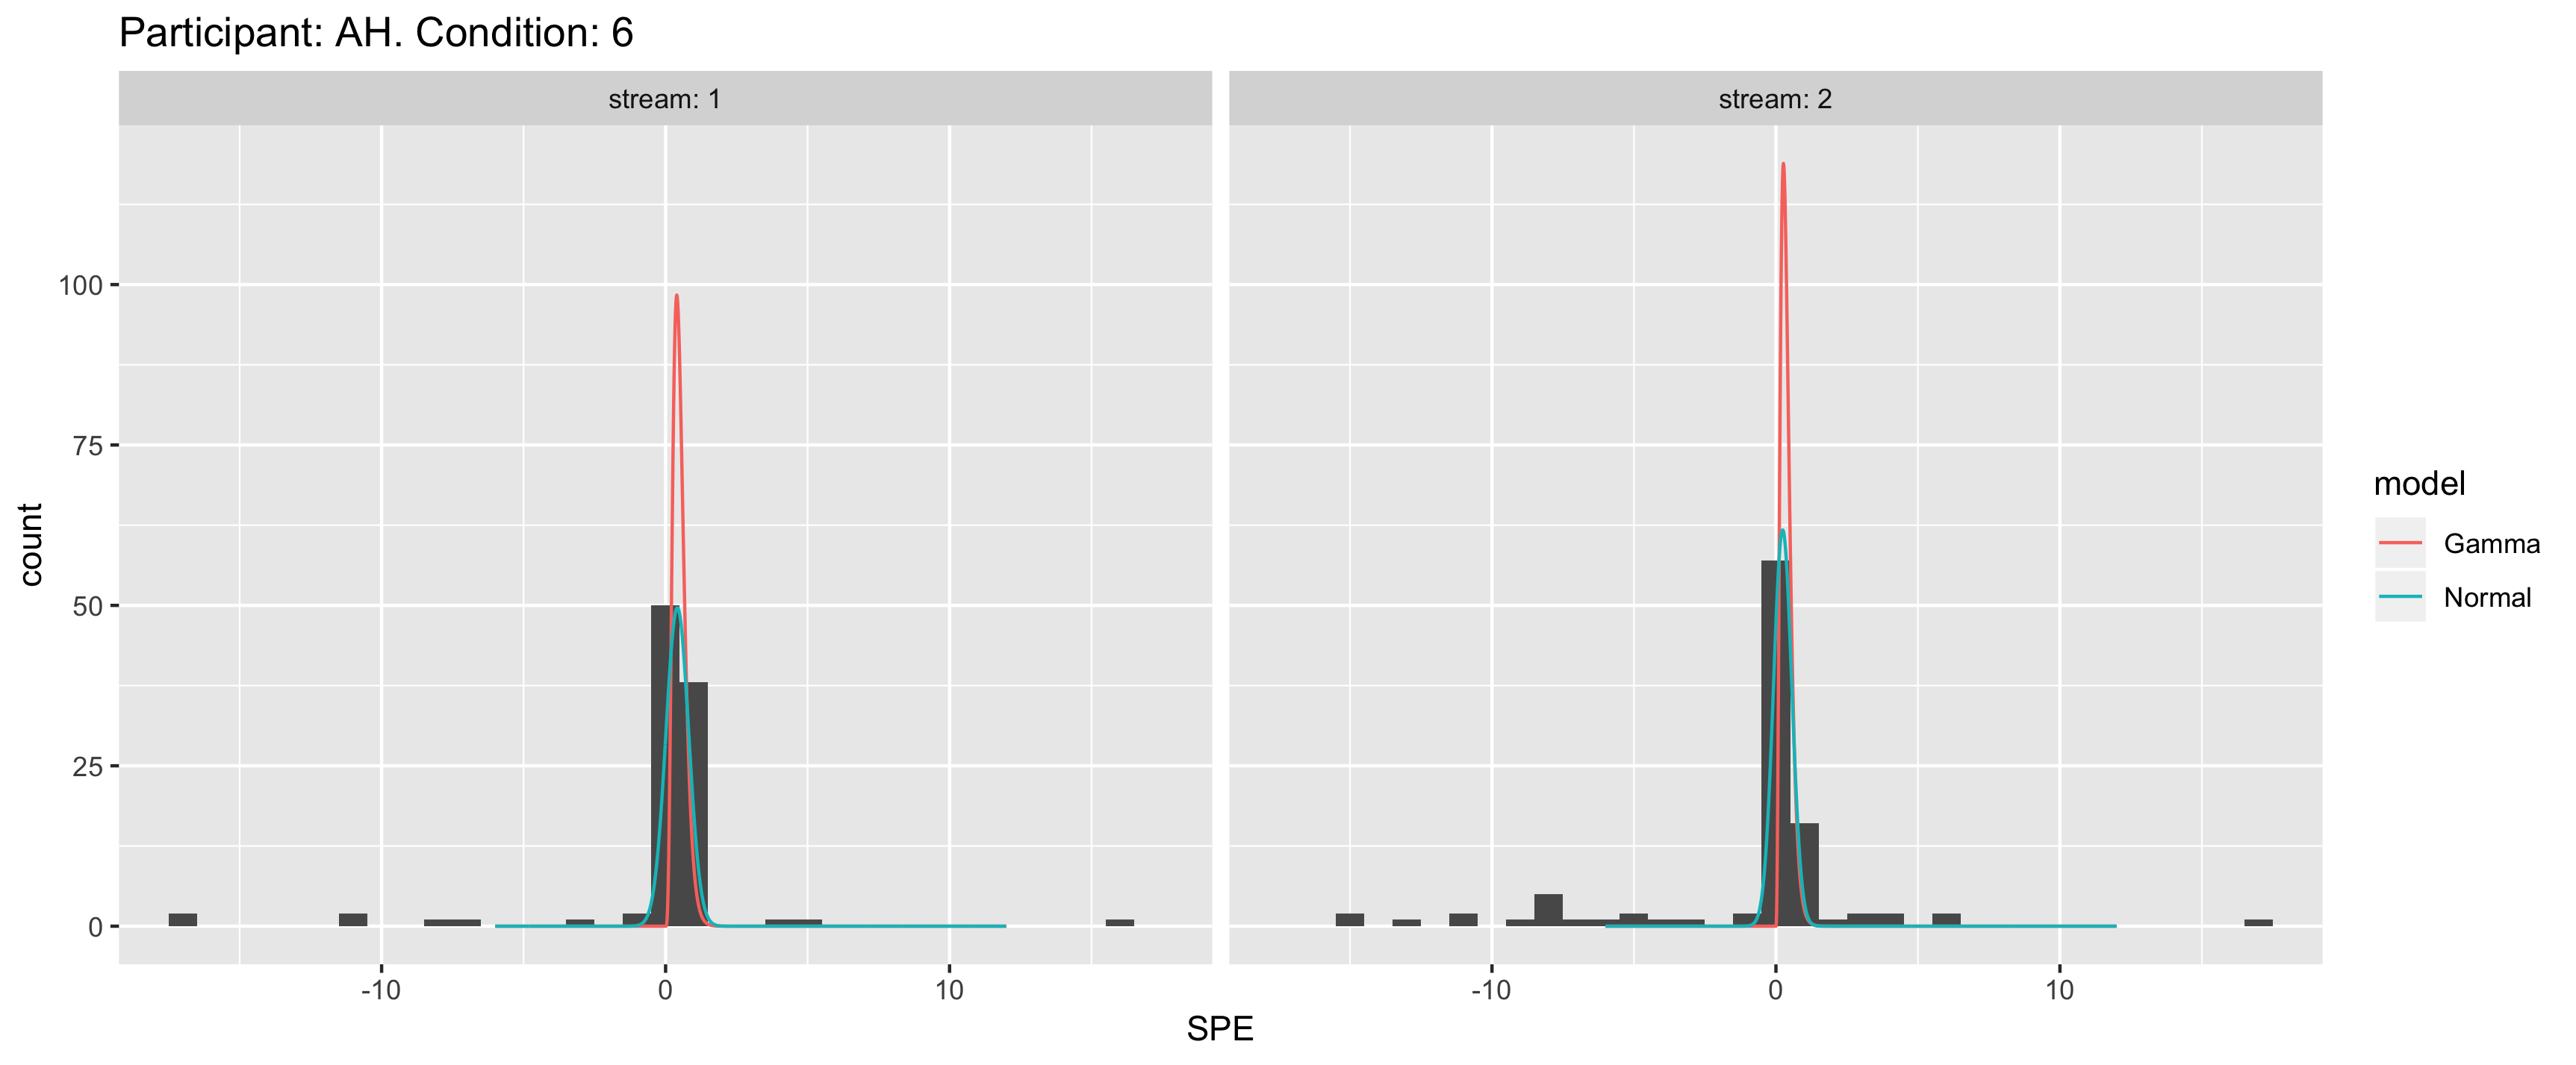 Participant: AH. Condition: 6
stream: 1
stream: 2
count
100
75
50
25
0
-10
0
10
-10
0
10
SPE
model
Gamma
Normal